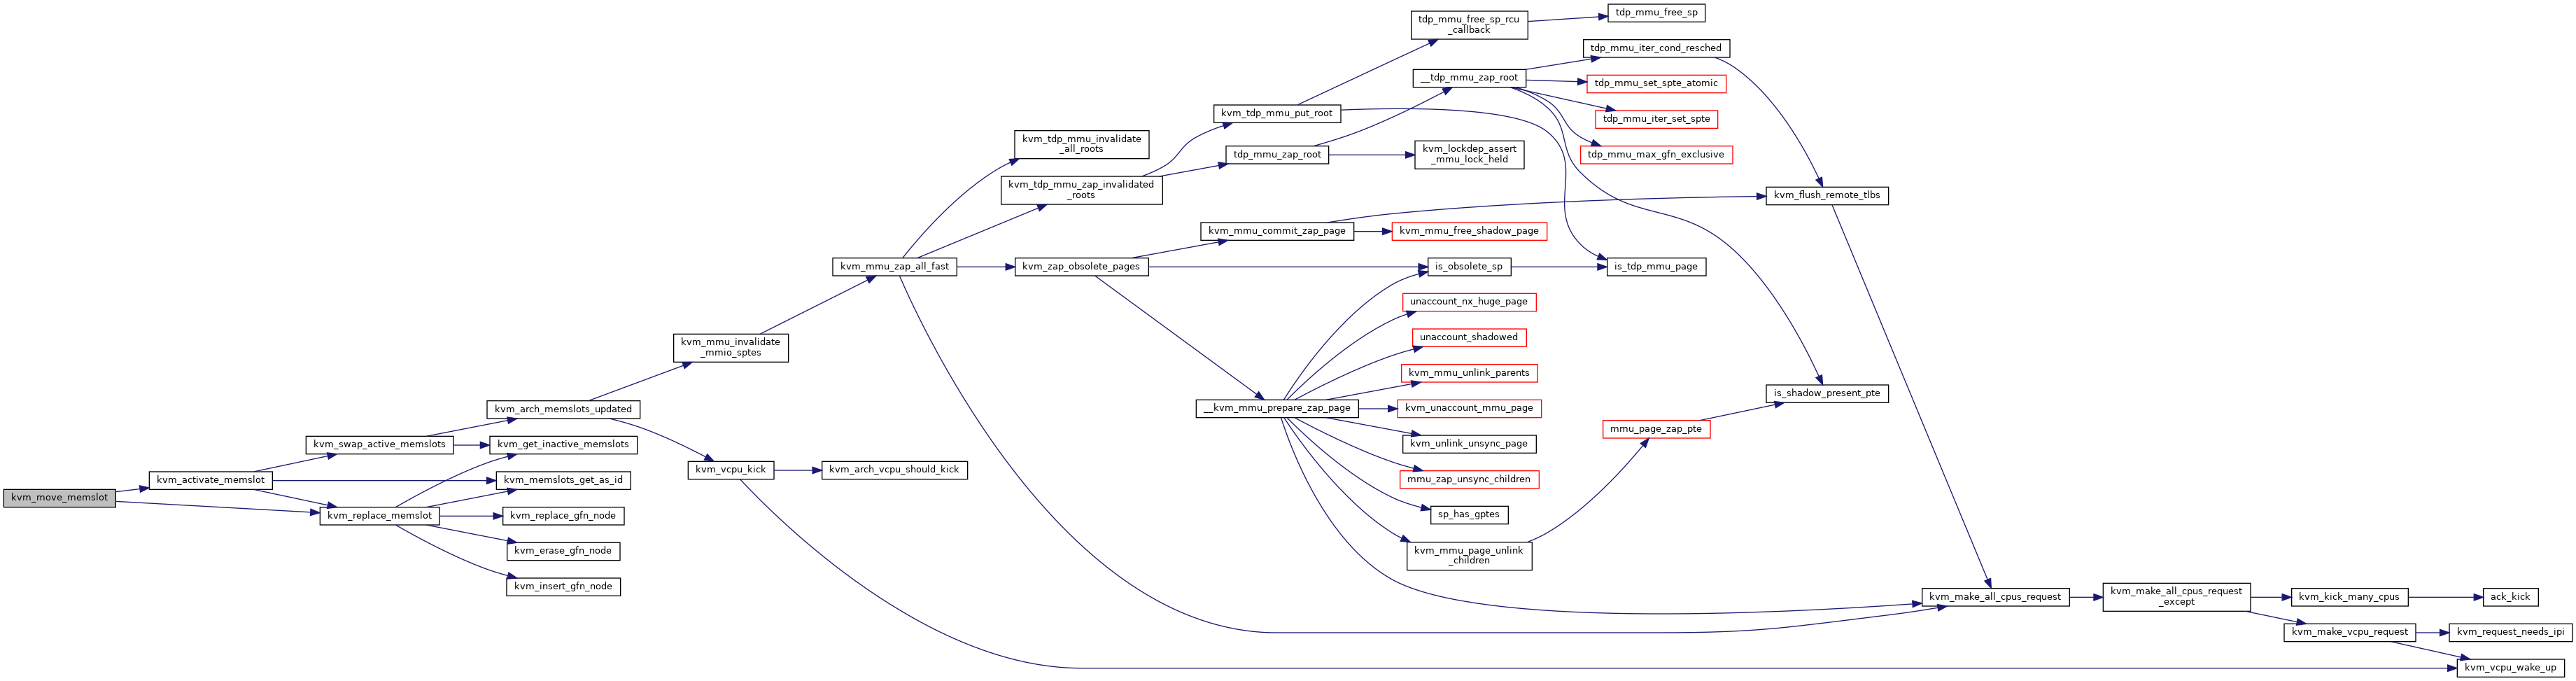 kvm_move_memslot
kvm_activate_memslot
kvm_swap_active_memslots
kvm_replace_memslot
kvm_arch_memslots_updated
kvm_get_inactive_memslots
kvm_memslots_get_as_id
kvm_replace_gfn_node
kvm_erase_gfn_node
kvm_insert_gfn_node
kvm_mmu_invalidate
_mmio_sptes
kvm_vcpu_kick
kvm_mmu_zap_all_fast
kvm_arch_vcpu_should_kick
kvm_tdp_mmu_invalidate
_all_roots
kvm_tdp_mmu_zap_invalidated
_roots
kvm_zap_obsolete_pages
kvm_tdp_mmu_put_root
tdp_mmu_zap_root
kvm_mmu_commit_zap_page
__kvm_mmu_prepare_zap_page
tdp_mmu_free_sp_rcu
_callback
__tdp_mmu_zap_root
kvm_lockdep_assert
_mmu_lock_held
kvm_mmu_free_shadow_page
is_obsolete_sp
unaccount_nx_huge_page
unaccount_shadowed
kvm_mmu_unlink_parents
kvm_unaccount_mmu_page
kvm_unlink_unsync_page
mmu_zap_unsync_children
sp_has_gptes
kvm_mmu_page_unlink
_children
tdp_mmu_free_sp
tdp_mmu_iter_cond_resched
tdp_mmu_set_spte_atomic
tdp_mmu_iter_set_spte
tdp_mmu_max_gfn_exclusive
is_tdp_mmu_page
mmu_page_zap_pte
kvm_flush_remote_tlbs
is_shadow_present_pte
kvm_make_all_cpus_request
kvm_make_all_cpus_request
_except
kvm_kick_many_cpus
kvm_make_vcpu_request
ack_kick
kvm_request_needs_ipi
kvm_vcpu_wake_up